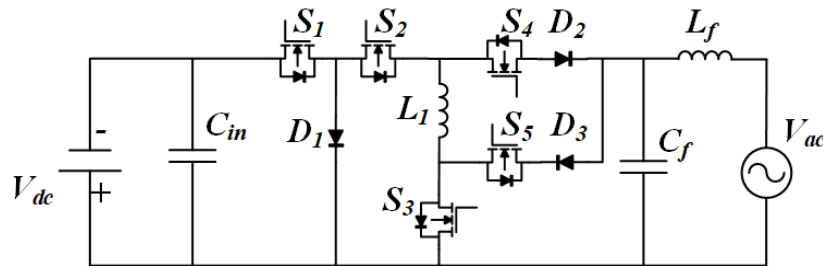 S1 S2 S4 D2 Lf
-
Cin D1 L1 S5 D3 Cf Vac
Vdc + S3